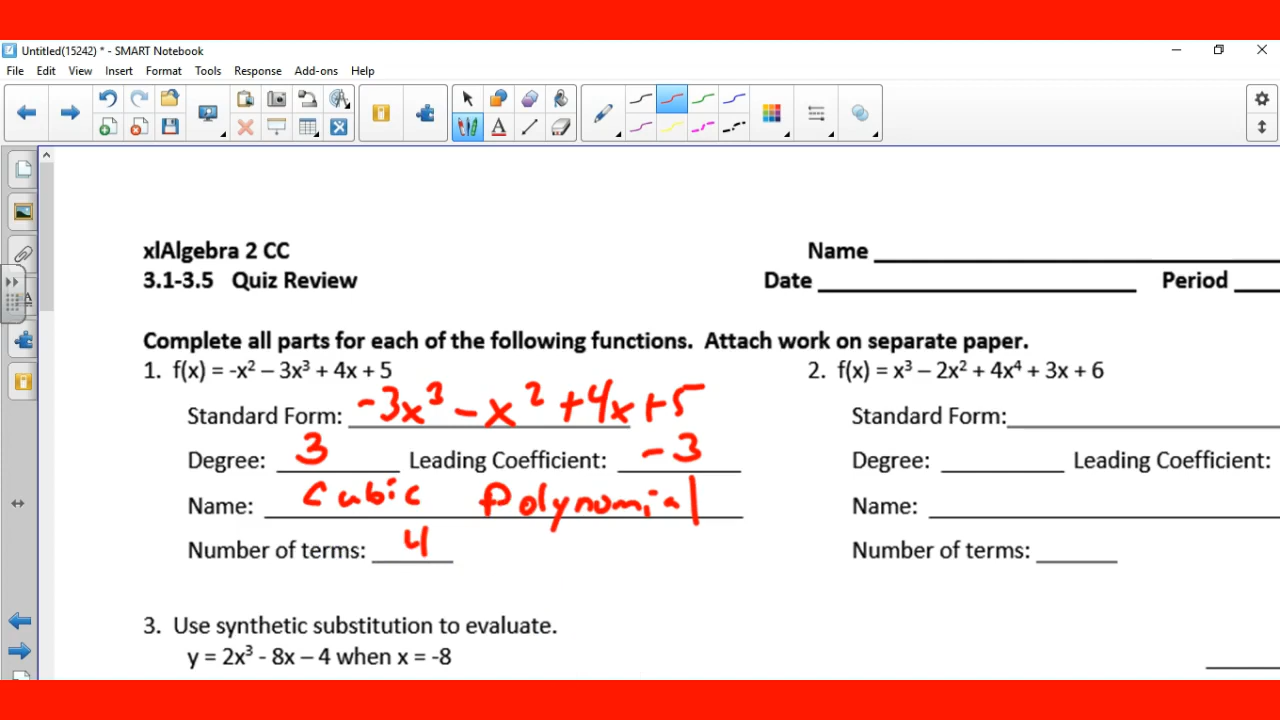 Untitled(15242) * - SMART Notebook
File Edit View Insert Format Tools Response Add-ons Help
xlAlgebra 2 CC
Name
3.1-3.5 Quiz Review
Date Period
Complete all parts for each of the following functions. Attach work on separate paper.
1. f(x) = -x² – 3x³ + 4x + 5
Standard Form: -3x³ - x² + 4x + 5
Degree: 3 Leading Coefficient: -3
Name: Cubic Polynomial
Number of terms: 4
2. f(x) = x³ – 2x² + 4x⁴ + 3x + 6
Standard Form:
Degree: Leading Coefficient:
Name:
Number of terms:
3. Use synthetic substitution to evaluate.
y = 2x³ - 8x – 4 when x = -8